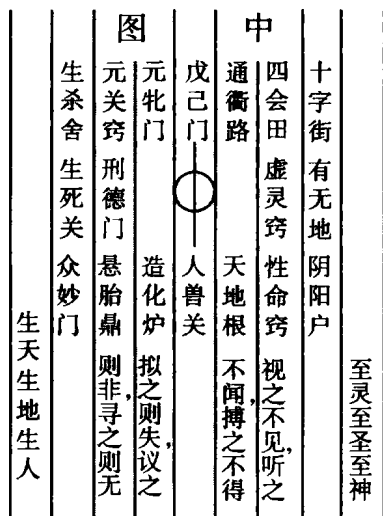 中图
至灵至圣至神
十字街 有无地 阴阳户
四会田 虚灵窍 性命窍 视之不见,听之
通衢路 天地根 不闻,搏之不得
戊己门 人兽关
元牝门 造化炉 拟之则失,议之
元关窍 刑德门 悬胎鼎 则非,寻之则无
生杀舍 生死关 众妙门
生天生地生人